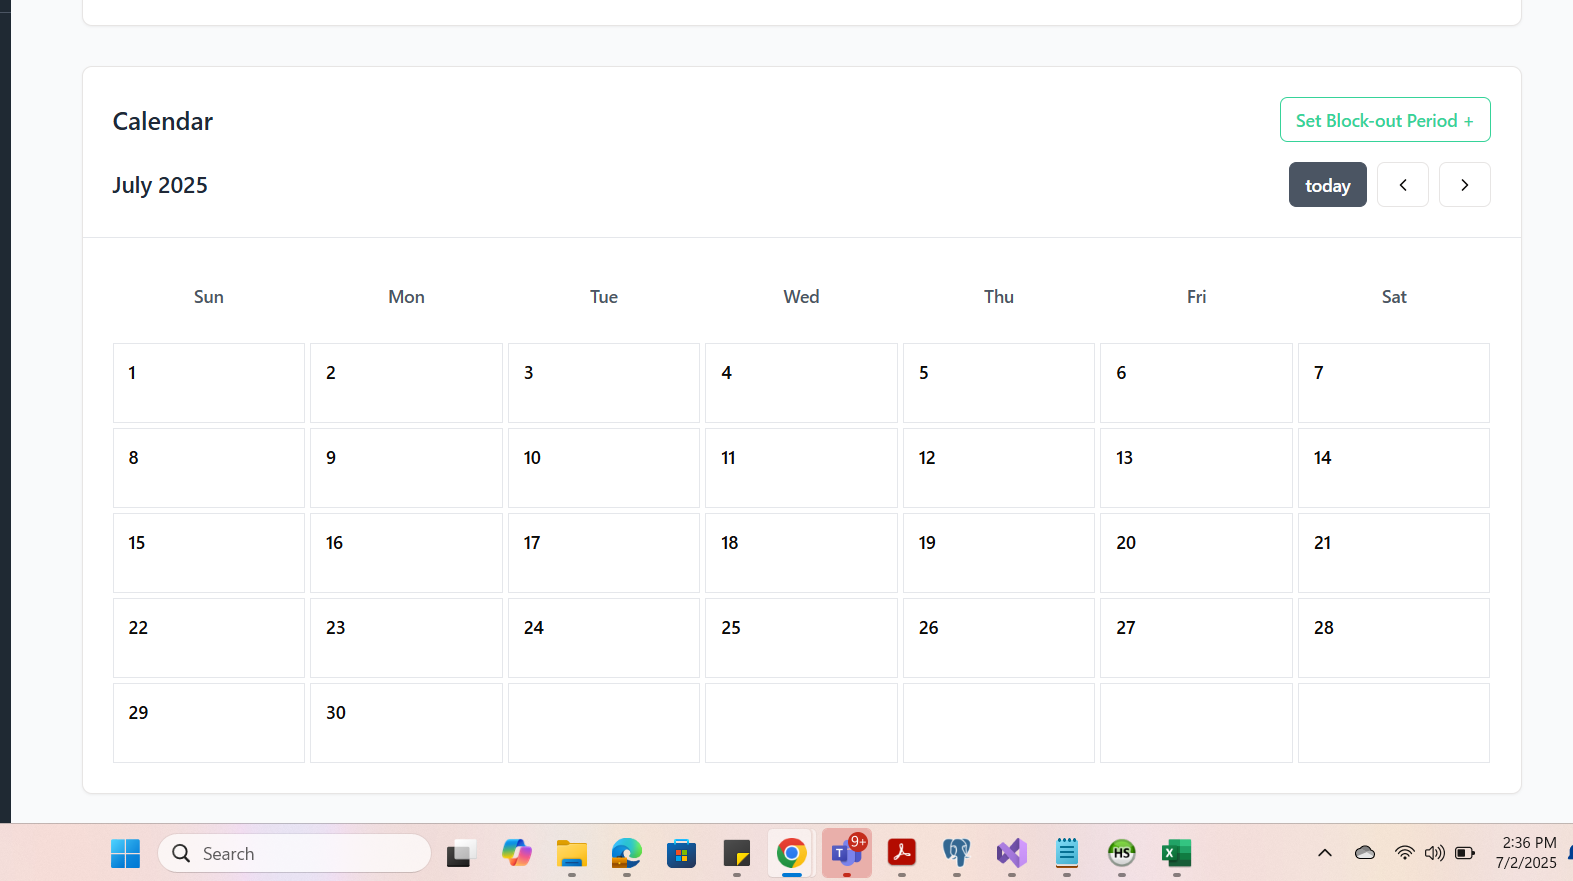 Calendar
Set Block-out Period +
July 2025
today
Sun Mon Tue Wed Thu Fri Sat
1 2 3 4 5 6 7
8 9 10 11 12 13 14
15 16 17 18 19 20 21
22 23 24 25 26 27 28
29 30
Search
9+
T
HS
X
2:36 PM
7/2/2025